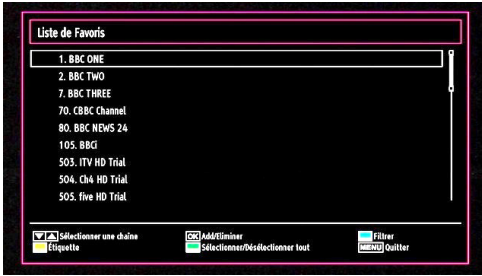 Liste de Favoris
1. BBC ONE
2. BBC TWO
7. BBC THREE
70. CBBC Channel
80. BBC NEWS 24
105. BBCi
503. ITV HD Trial
504. Ch4 HD Trial
505. five HD Trial
Sélectionner une chaîne OK Add/Eliminer Filtrer
Étiquette Sélectionner/Désélectionner tout MENU Quitter